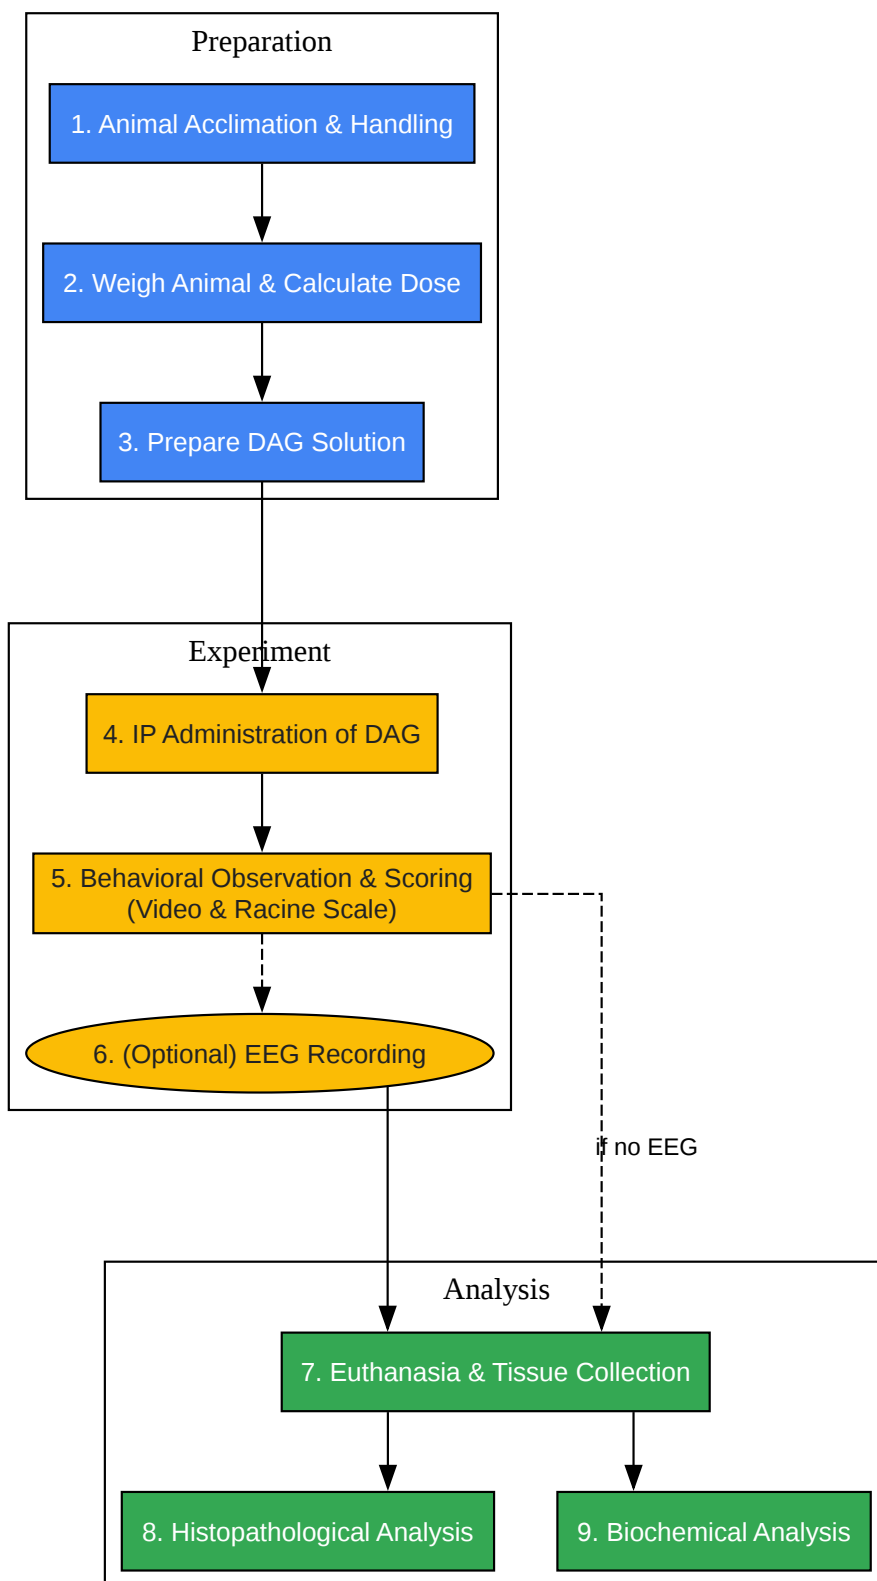 Preparation
1. Animal Acclimation & Handling
2. Weigh Animal & Calculate Dose
3. Prepare DAG Solution
Experiment
4. IP Administration of DAG
5. Behavioral Observation & Scoring
(Video & Racine Scale)
6. (Optional) EEG Recording
if no EEG
Analysis
7. Euthanasia & Tissue Collection
8. Histopathological Analysis
9. Biochemical Analysis